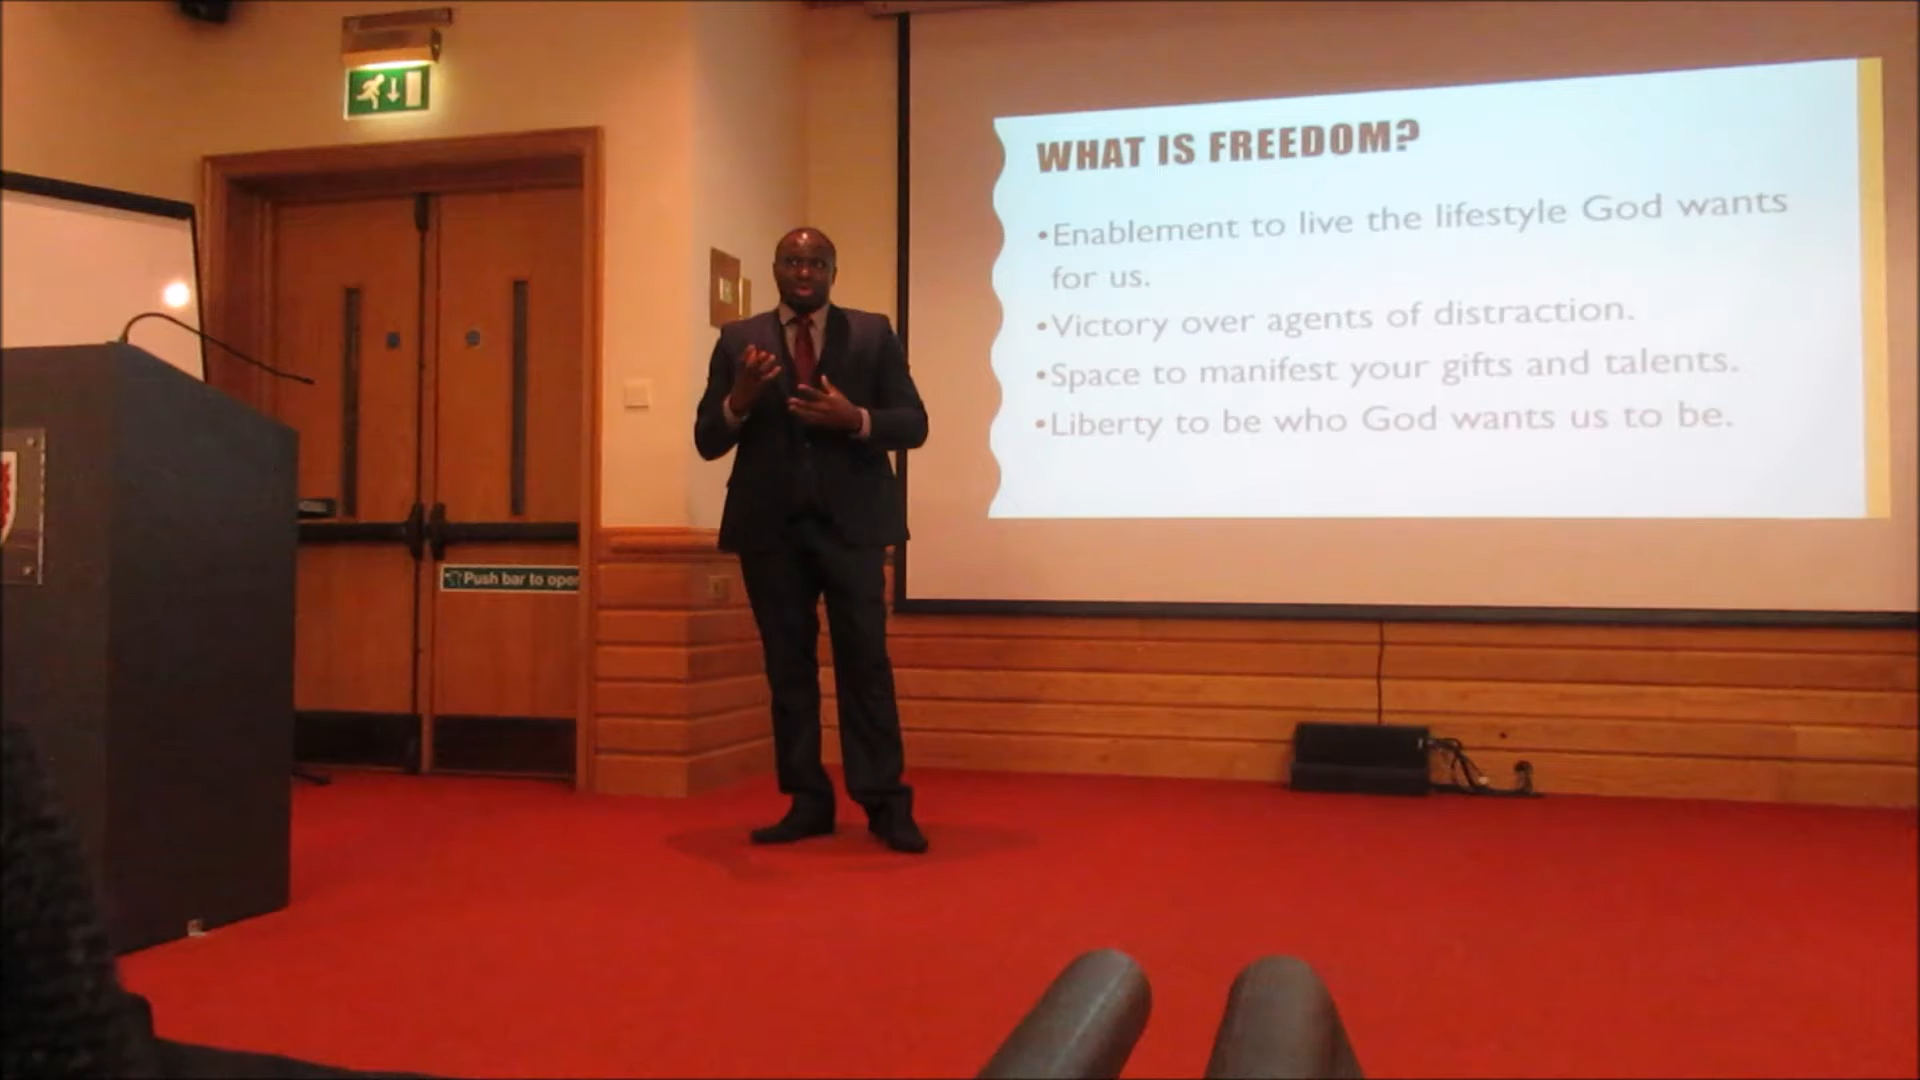 WHAT IS FREEDOM?
•Enablement to live the lifestyle God wants
for us.
•Victory over agents of distraction.
•Space to manifest your gifts and talents.
•Liberty to be who God wants us to be.
Push bar to open